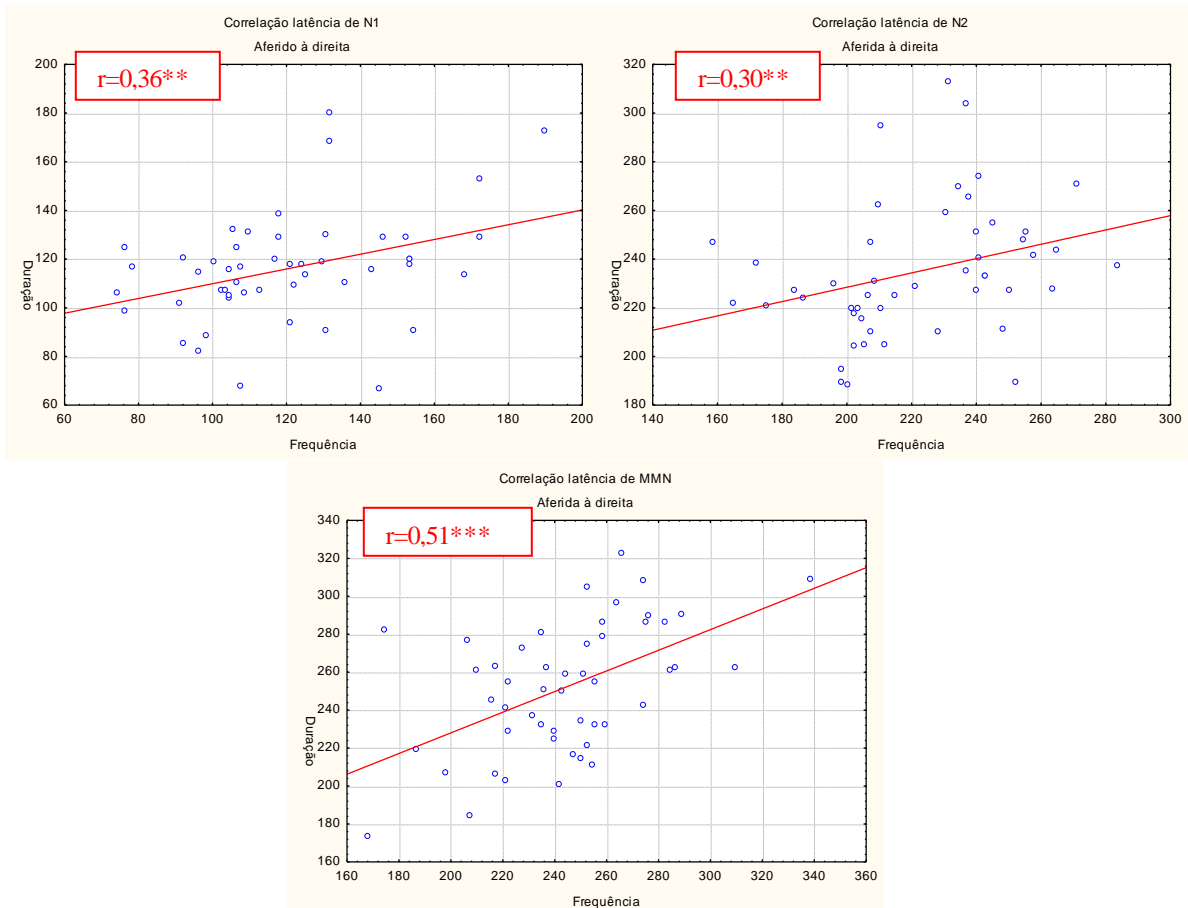 Correlação latência de N1
Aferido à direita
r=0,36**
200
180
160
140
120
100
80
60
Duração
60 80 100 120 140 160 180 200
Frequência
Correlação latência de N2
Aferida à direita
r=0,30**
320
300
280
260
240
220
200
180
Duração
140 160 180 200 220 240 260 280 300
Frequência
Correlação latência de MMN
Aferida à direita
r=0,51***
340
320
300
280
260
240
220
200
180
160
Duração
160 180 200 220 240 260 280 300 320 340 360
Frequência